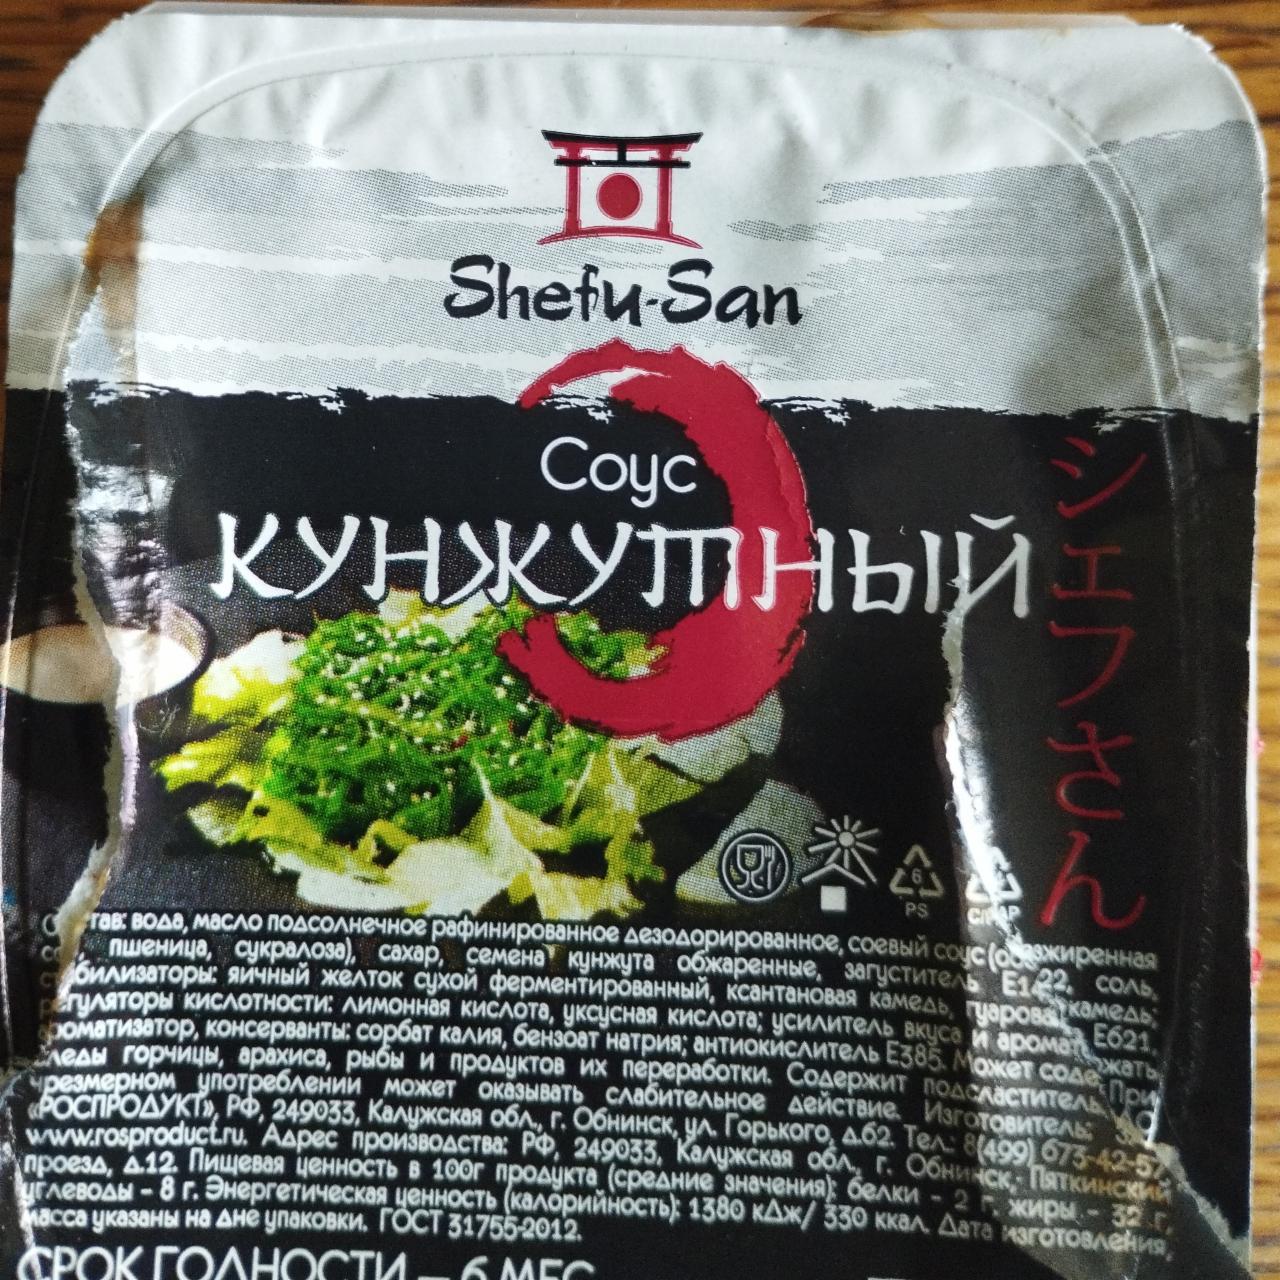 Shefu-San
Соус
КУНЖУТНЫЙ
シェフさん
6
PS
C/PAP
вода, масло подсолнечное рафинированное дезодорированное, соевый соус (обезжиренная
пшеница, сукралоза), сахар, семена кунжута обжаренные, загуститель соль,
яичный желток сухой ферментированный, ксантановая камедь, гуаровая камедь;
регуляторы кислотности: лимонная кислота, уксусная кислота; усилитель вкуса и аромата Е621,
ароматизатор, консерванты: сорбат калия, бензоат натрия; антиокислитель Е385. Может содержать
следы горчицы, арахиса, рыбы и продуктов их переработки. Содержит подсластитель. При
чрезмерном употреблении может оказывать слабительное действие. Изготовитель:
«РОСПРОДУКТ», РФ, 249033, Калужская обл., г. Обнинск, ул. Горького, д.62. Тел.: 8(499) 673-42-57,
www.rosproduct.ru. Адрес производства: РФ, 249033, Калужская обл., г. Обнинск, Пяткинский
проезд, д.12. Пищевая ценность в 100г продукта (средние значения): белки - 2 г, жиры - 32 г,
углеводы - 8 г. Энергетическая ценность (калорийность): 1380 кДж/ 330 ккал. Дата изготовления,
масса указаны на дне упаковки. ГОСТ 31755-2012.
СРОК ГОДНОСТИ – 6 МЕС